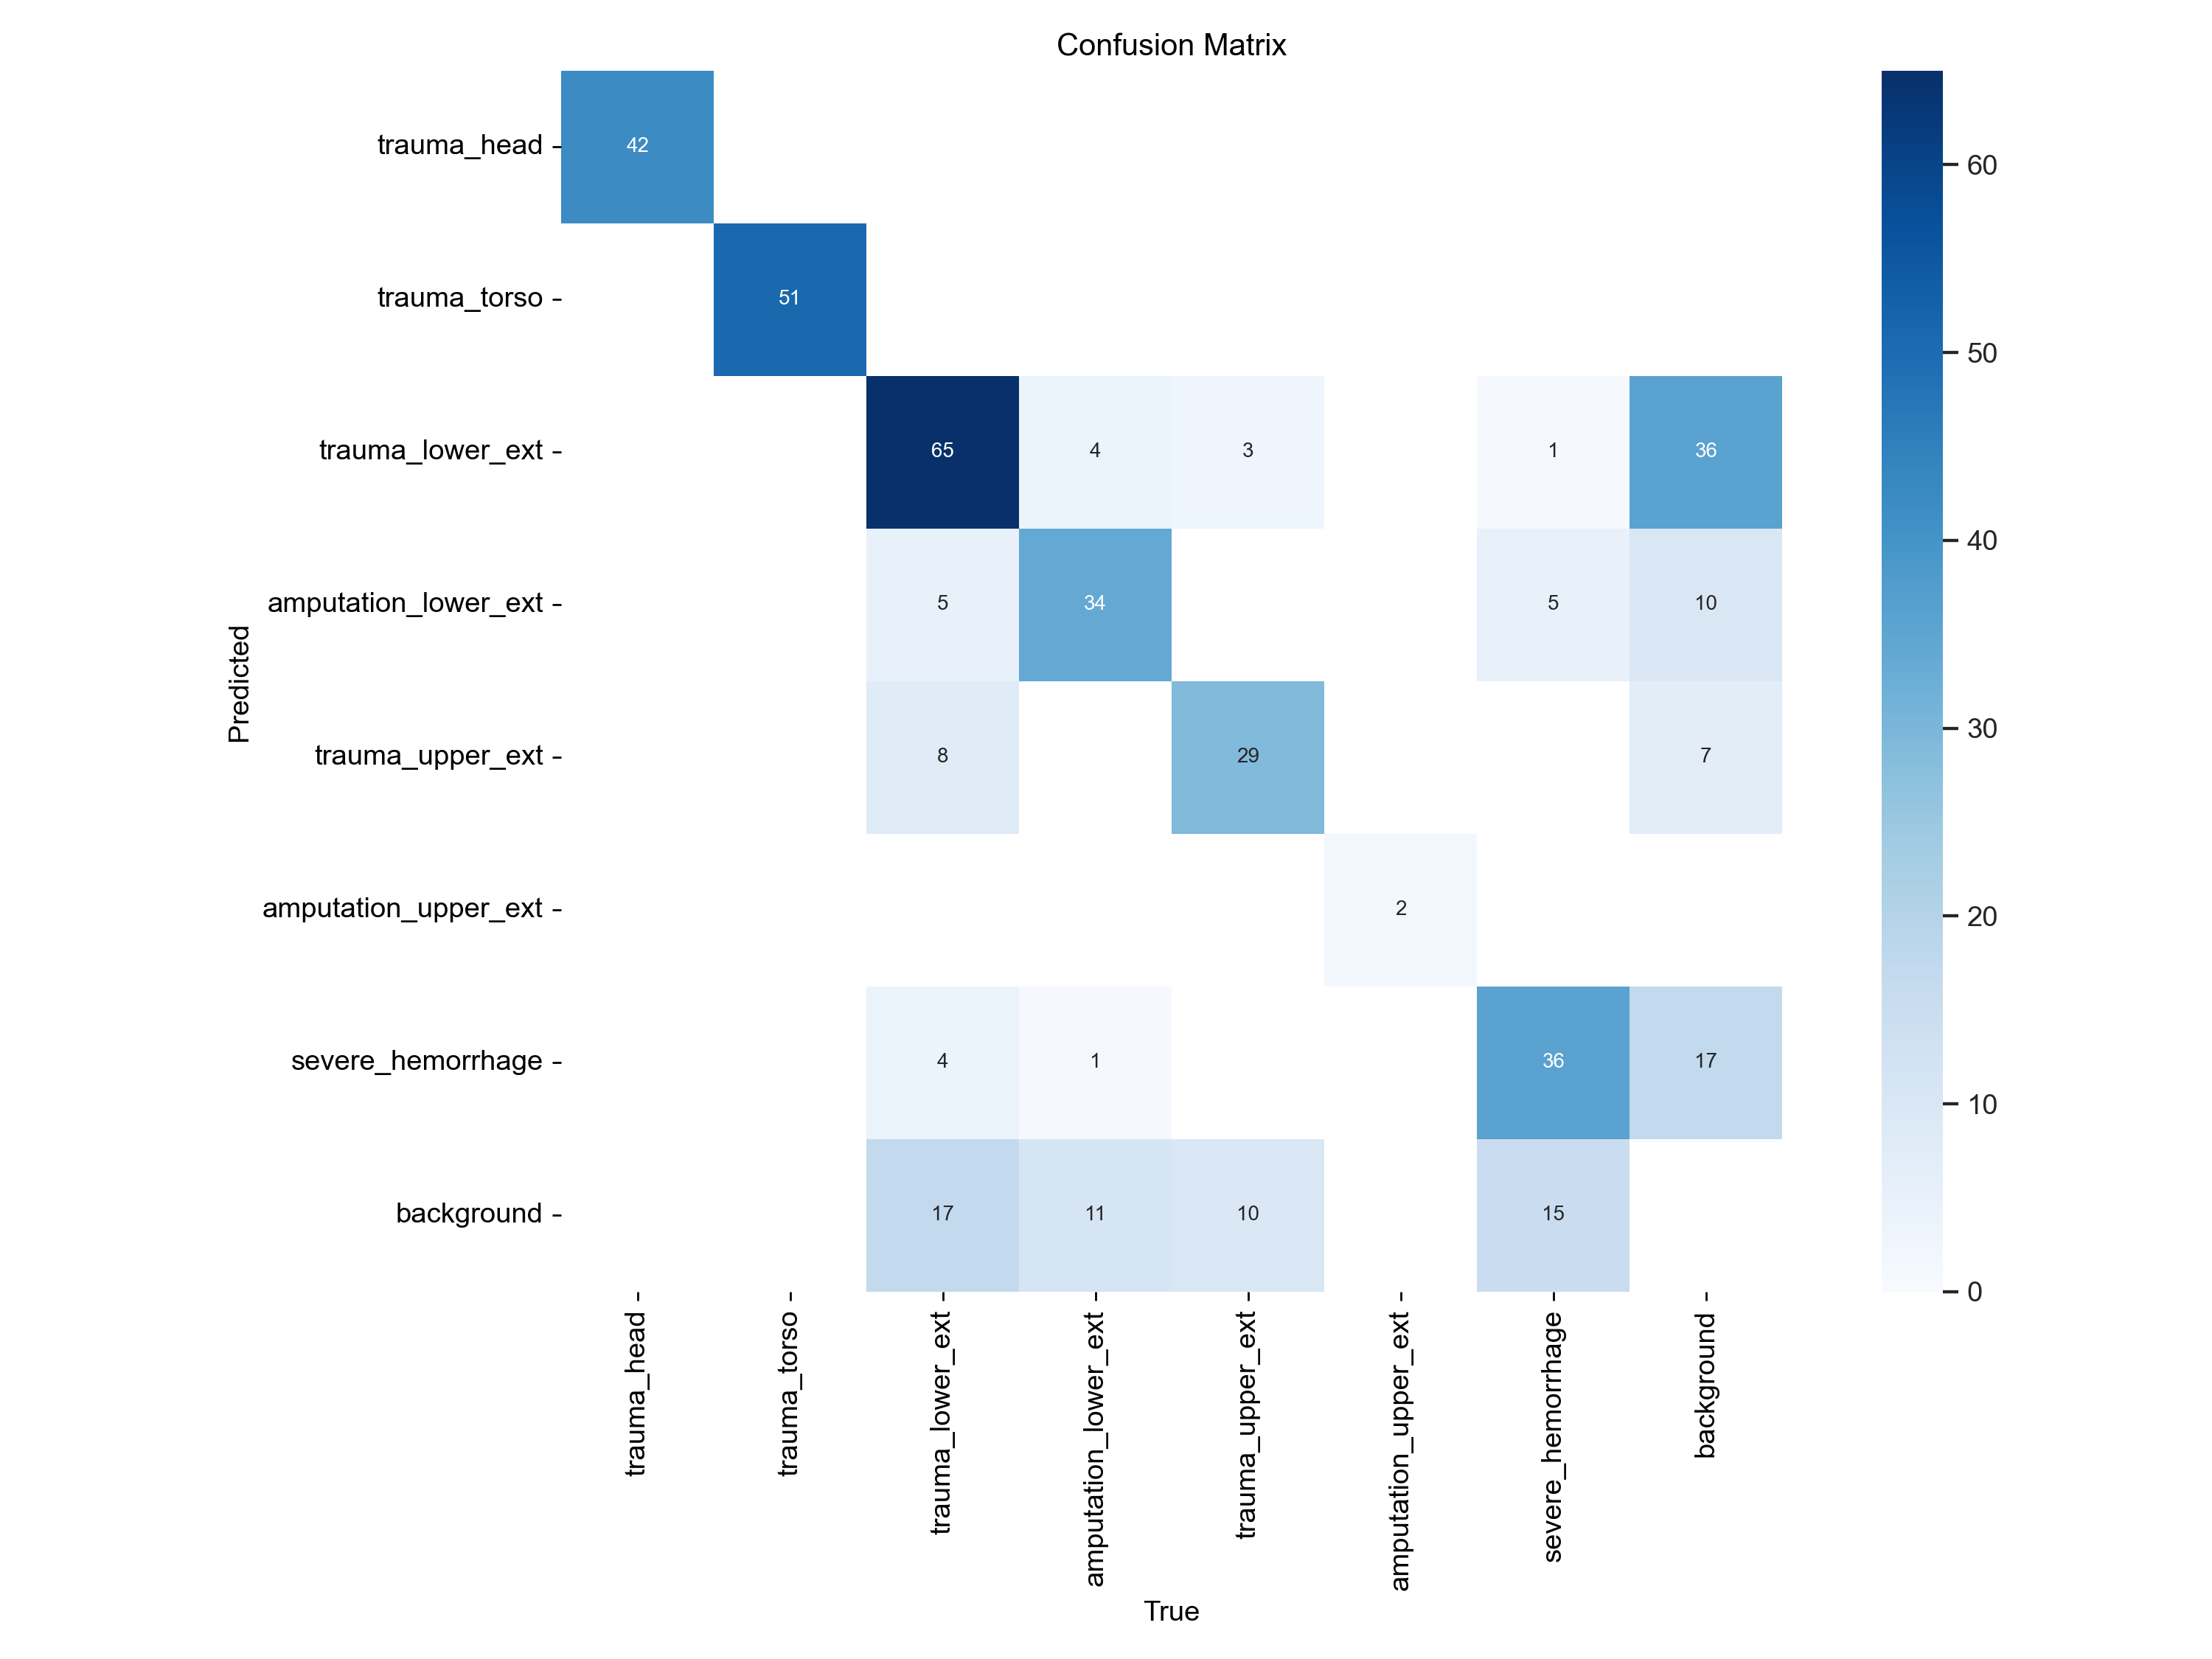 Confusion Matrix
trauma_head
42
trauma_torso
51
trauma_lower_ext
65 4 3 1 36
amputation_lower_ext
5 34 5 10
trauma_upper_ext
8 29 7
amputation_upper_ext
2
severe_hemorrhage
4 1 36 17
background
17 11 10 15
Predicted
trauma_head
trauma_torso
trauma_lower_ext
amputation_lower_ext
trauma_upper_ext
amputation_upper_ext
severe_hemorrhage
background
True
60
50
40
30
20
10
0